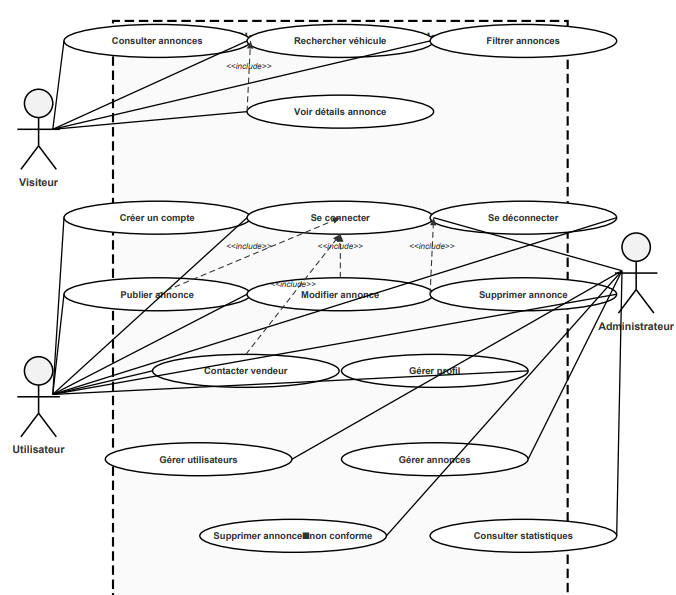 Consulter annonces
Rechercher véhicule
Filtrer annonces
<<include>>
Voir détails annonce
Visiteur
Créer un compte
Se connecter
Se déconnecter
<<include>>
<<include>>
<<include>>
<<include>>
Publier annonce
Modifier annonce
Supprimer annonce
Administrateur
Contacter vendeur
Gérer profil
Utilisateur
Gérer utilisateurs
Gérer annonces
Supprimer annonce■non conforme
Consulter statistiques